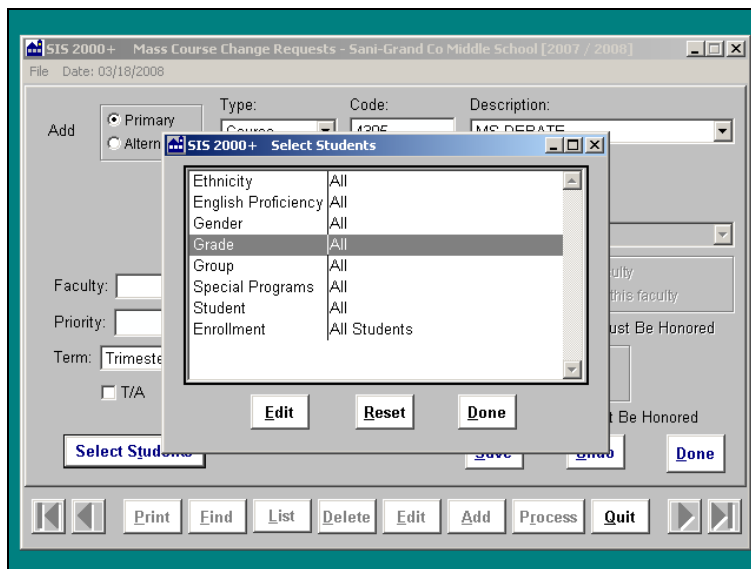 SIS 2000+ Mass Course Change Requests - Sani-Grand Co Middle School [2007 / 2008]
File Date: 03/18/2008
Add
Primary
Altern
Type:
Code:
Description:
Course
4305
MS DEBATE
SIS 2000+ Select Students
Ethnicity All
English Proficiency All
Gender All
Grade All
Group All
Special Programs All
Student All
Enrollment All Students
Edit Reset Done
Faculty:
Priority:
Term: Trimeste
T/A
ulty
this faculty
ust Be Honored
t Be Honored
Select Students
Save Undo Done
Print Find List Delete Edit Add Process Quit